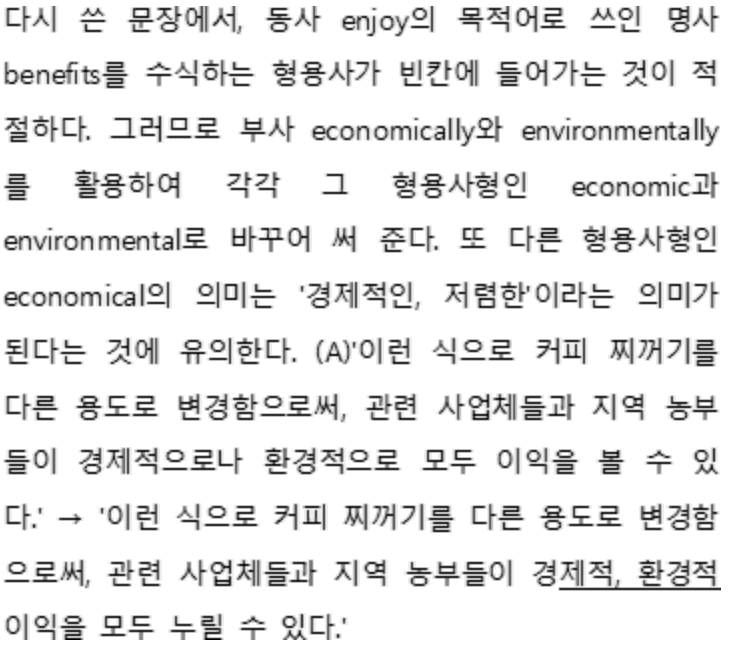 다시 쓴 문장에서, 동사 enjoy의 목적어로 쓰인 명사
benefits를 수식하는 형용사가 빈칸에 들어가는 것이 적
절하다. 그러므로 부사 economically와 environmentally
를 활용하여 각각 그 형용사형인 economic과
environmental로 바꾸어 써 준다. 또 다른 형용사형인
economical의 의미는 '경제적인, 저렴한'이라는 의미가
된다는 것에 유의한다. (A)'이런 식으로 커피 찌꺼기를
다른 용도로 변경함으로써, 관련 사업체들과 지역 농부
들이 경제적으로나 환경적으로 모두 이익을 볼 수 있
다.' → '이런 식으로 커피 찌꺼기를 다른 용도로 변경함
으로써, 관련 사업체들과 지역 농부들이 경제적, 환경적
이익을 모두 누릴 수 있다.'